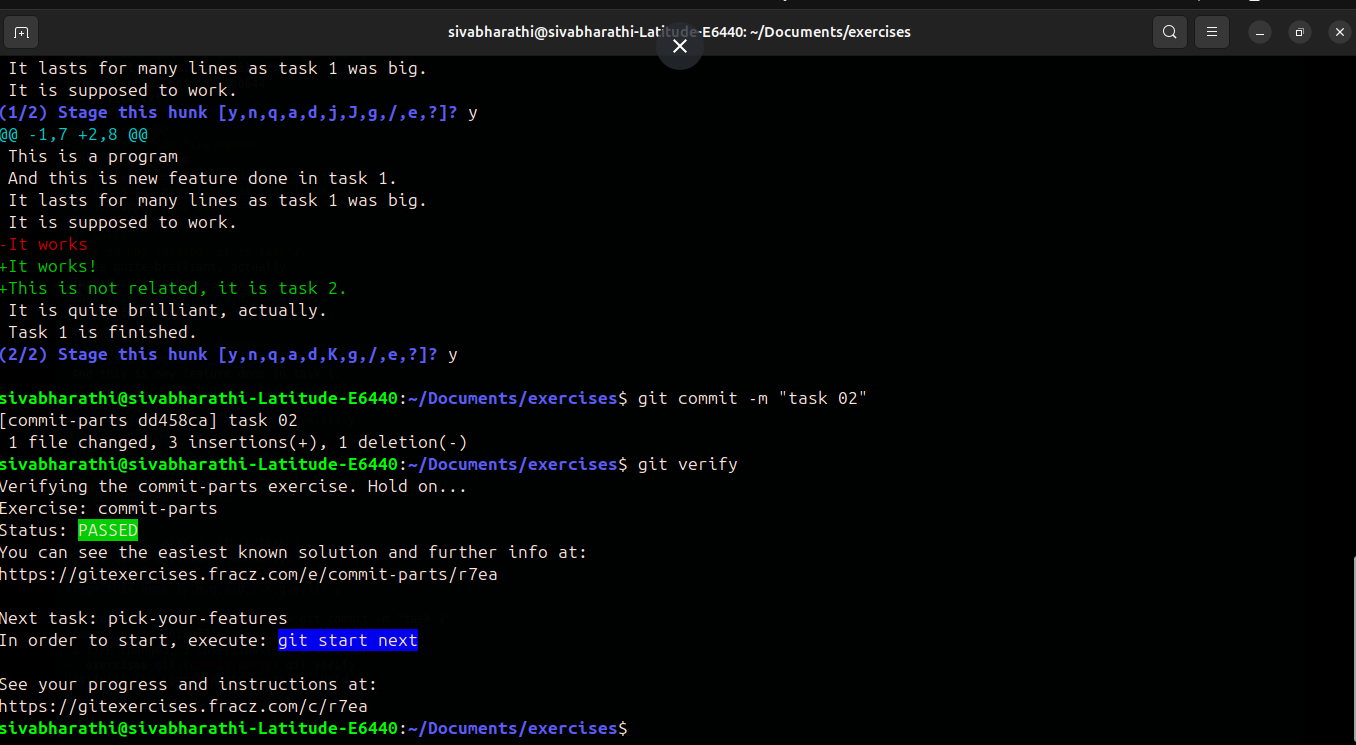 sivabharathi@sivabharathi-Latitude-E6440: ~/Documents/exercises
It lasts for many lines as task 1 was big.
It is supposed to work.
(1/2) Stage this hunk [y,n,q,a,d,j,J,g,/,e,?]? y
@@ -1,7 +2,8 @@
This is a program
And this is new feature done in task 1.
It lasts for many lines as task 1 was big.
It is supposed to work.
-It works
+It works!
+This is not related, it is task 2.
It is quite brilliant, actually.
Task 1 is finished.
(2/2) Stage this hunk [y,n,q,a,d,K,g,/,e,?]? y
sivabharathi@sivabharathi-Latitude-E6440:~/Documents/exercises$ git commit -m "task 02"
[commit-parts dd458ca] task 02
1 file changed, 3 insertions(+), 1 deletion(-)
sivabharathi@sivabharathi-Latitude-E6440:~/Documents/exercises$ git verify
Verifying the commit-parts exercise. Hold on...
Exercise: commit-parts
Status: PASSED
You can see the easiest known solution and further info at:
https://gitexercises.fracz.com/e/commit-parts/r7ea
Next task: pick-your-features
In order to start, execute: git start next
See your progress and instructions at:
https://gitexercises.fracz.com/c/r7ea
sivabharathi@sivabharathi-Latitude-E6440:~/Documents/exercises$